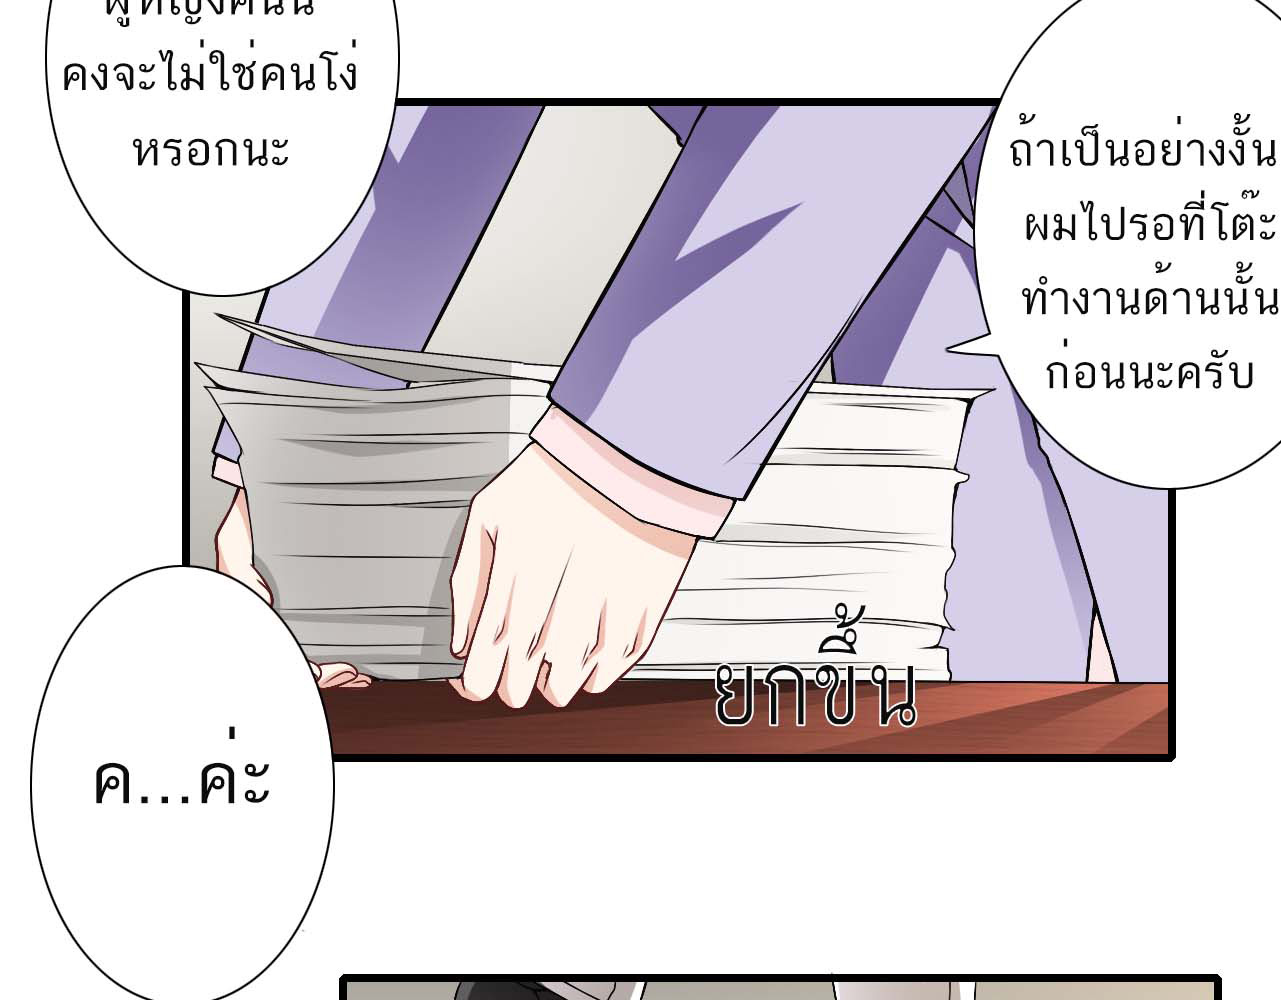 คงจะไม่ใช่คนโง่
หรอกนะ
ถ้าเป็นอย่างงั้น
ผมไปรอที่โต๊ะ
ทำงานด้านนั้น
ก่อนนะครับ
ยกขึ้น
ค...ค่ะ